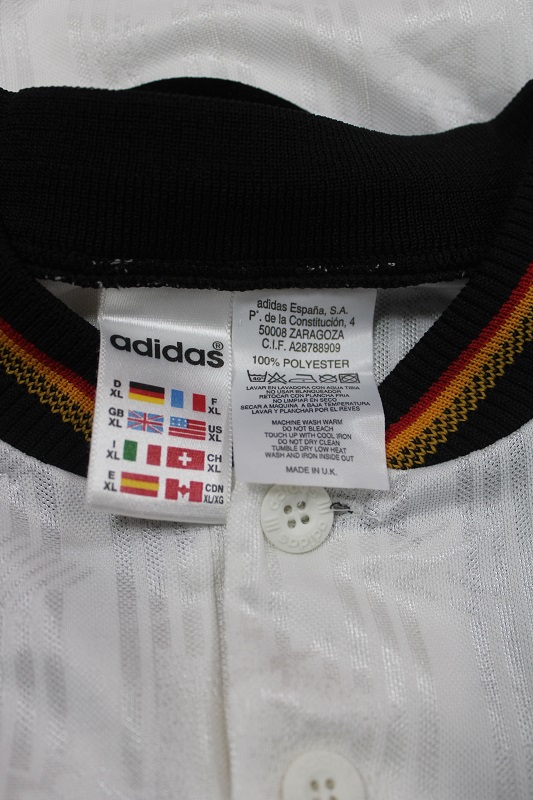 adidas®
D
XL
F
XL
GB
XL
US
XL
I
XL
CH
XL
E
XL
CDN
XL/XG
adidas España, S.A.
Pº. de la Constitución, 4
50008 ZARAGOZA
C.I.F. A28788909
100% POLYESTER
40°
LAVAR EN LAVADORA CON AGUA TIBIA
NO USAR BLANQUEADOR
RETOCAR CON PLANCHA FRIA
NO LIMPIAR EN SECO
SECAR A MAQUINA A BAJA TEMPERATURA
LAVAR Y PLANCHAR POR EL REVES
MACHINE WASH WARM
DO NOT BLEACH
TOUCH UP WITH COOL IRON
DO NOT DRY CLEAN
TUMBLE DRY LOW HEAT
WASH AND IRON INSIDE OUT
MADE IN U.K.
adidas